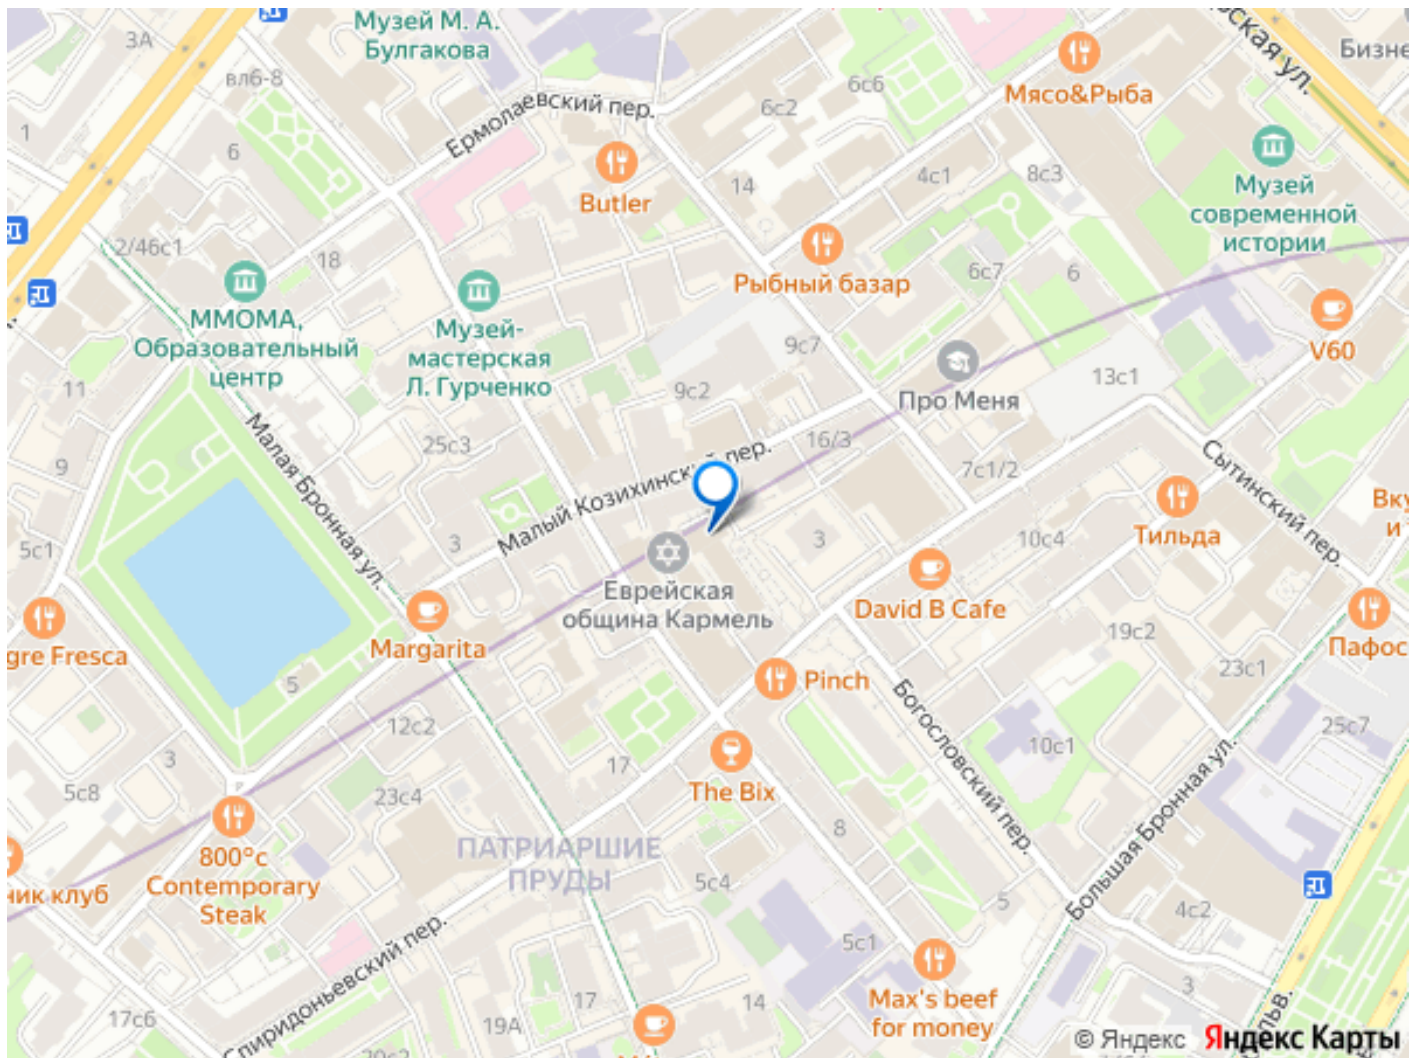 Музей М. А.
Булгакова
3А
вл6-8
1
6
Ермолаевский пер.
6с2
6с6
Мясо&Рыба
Бизне
ская ул.
Butler
14
4с1
8с3
Музей
современной
истории
2/46с1
18
ММОМА,
Образовательный
центр
Музей-
мастерская
Л. Гурченко
Рыбный базар
6с7
6
V60
11
9с7
9с2
Про Меня
13с1
25с3
16/3
7с1/2
9
Малая Бронная ул.
Малый Козихинский пер.
Сытинский пер.
Вку
и
Тильда
5с1
3
3
10с4
Еврейская
община Кармель
David B Cafe
gre Fresca
Margarita
19с2
Пафос
23с1
5
Pinch
Богословский пер.
12с2
10с1
25с7
3
17
The Bix
5с8
23с4
8
Большая Бронная ул.
800°c
Contemporary
Steak
ник клуб
ПАТРИАРШИЕ
ПРУДЫ
5с4
5
4с2
5с1
Спиридоньевский пер.
3
17с6
19А
17
14
Max's beef
for money
20с2
льв.
© Яндекс Яндекс Карты